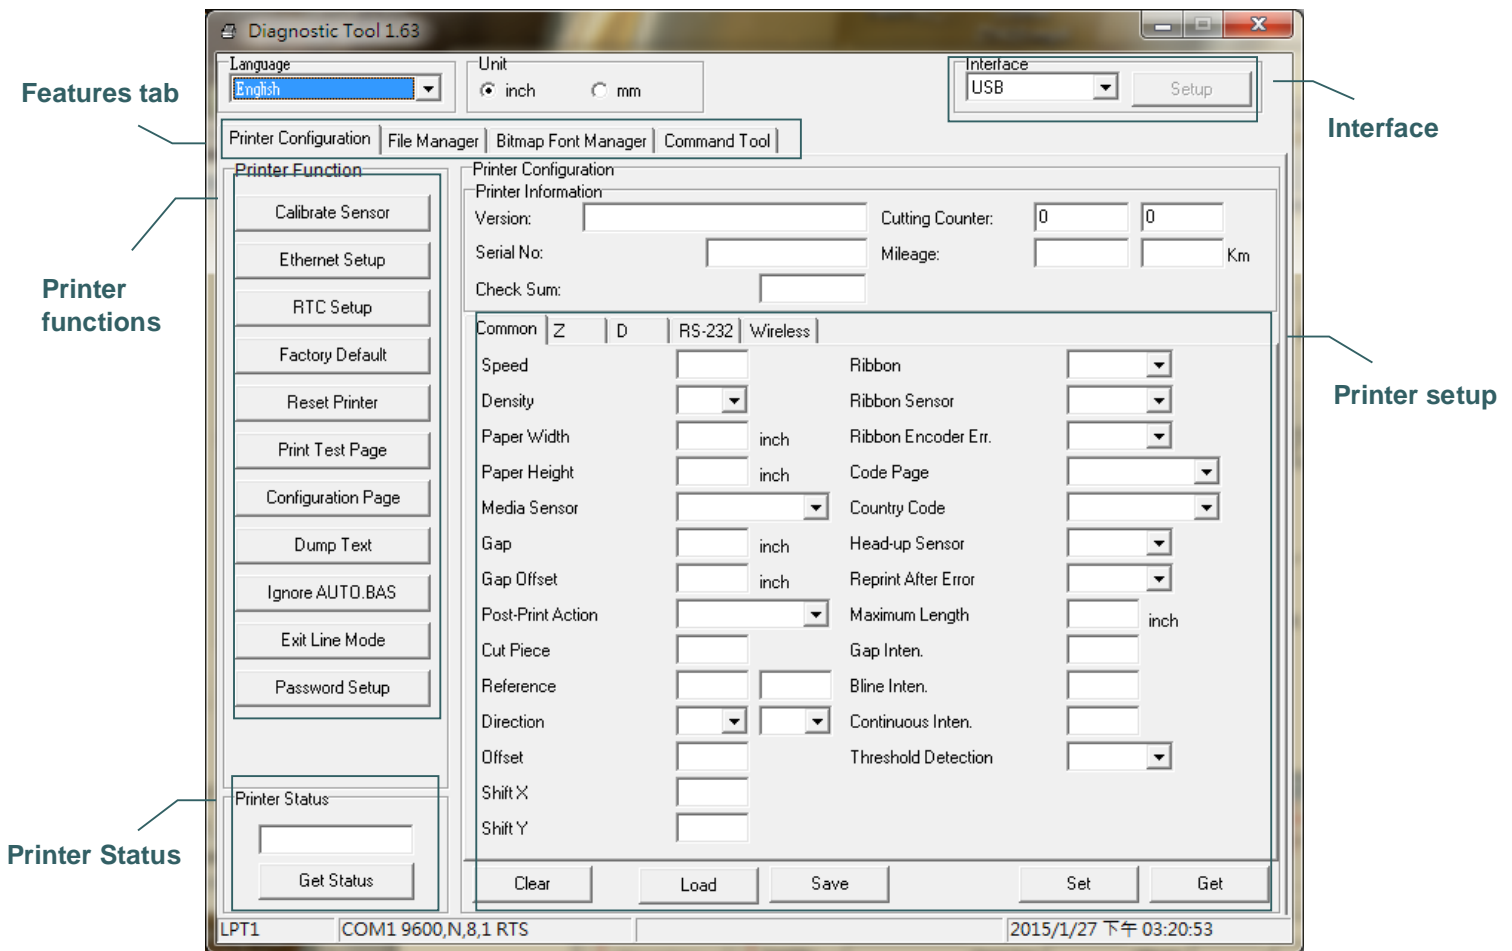 Diagnostic Tool 1.63
Language
English
Unit
inch
mm
Interface
USB
Setup
Features tab
Interface
Printer Configuration
File Manager
Bitmap Font Manager
Command Tool
Printer Function
Calibrate Sensor
Ethernet Setup
RTC Setup
Factory Default
Reset Printer
Print Test Page
Configuration Page
Dump Text
Ignore AUTO.BAS
Exit Line Mode
Password Setup
Printer
functions
Printer Configuration
Printer Information
Version:
Cutting Counter:
0
0
Serial No:
Mileage:
Km
Check Sum:
Common
Z
D
RS-232
Wireless
Speed
Ribbon
Density
Ribbon Sensor
Paper Width
inch
Ribbon Encoder Err.
Paper Height
inch
Code Page
Media Sensor
Country Code
Gap
inch
Head-up Sensor
Gap Offset
inch
Reprint After Error
Post-Print Action
Maximum Length
inch
Cut Piece
Gap Inten.
Reference
Bline Inten.
Direction
Continuous Inten.
Offset
Threshold Detection
Shift X
Shift Y
Printer setup
Printer Status
Get Status
Printer Status
Clear
Load
Save
Set
Get
LPT1
COM1 9600,N,8,1 RTS
2015/1/27 下午 03:20:53